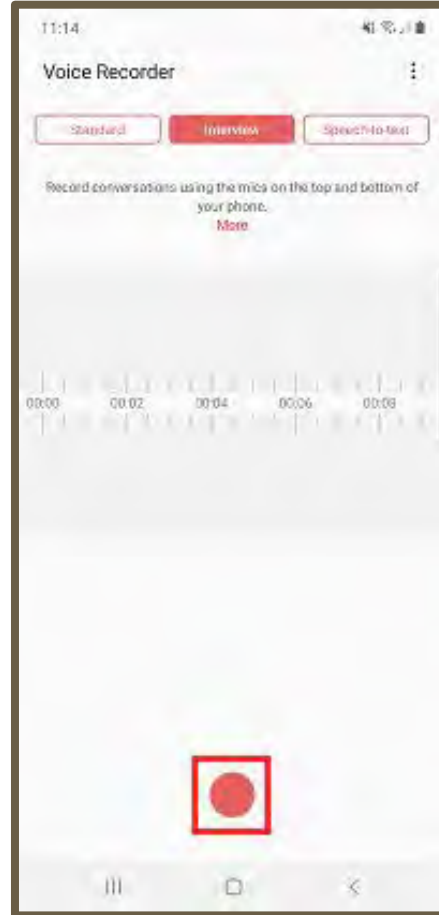 11:14
Voice Recorder
Standard
Interview
Speech-to-text
Record conversations using the mics on the top and bottom of
your phone.
More
00:00 00:02 00:04 00:06 00:08